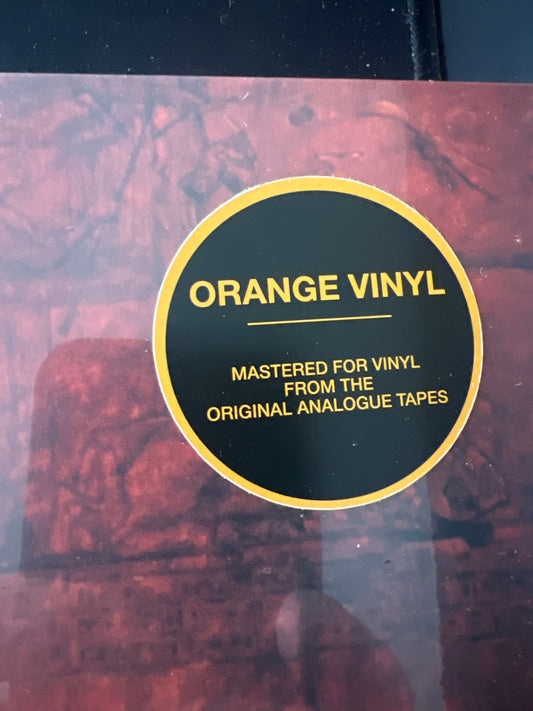 ORANGE VINYL
MASTERED FOR VINYL
FROM THE
ORIGINAL ANALOGUE TAPES